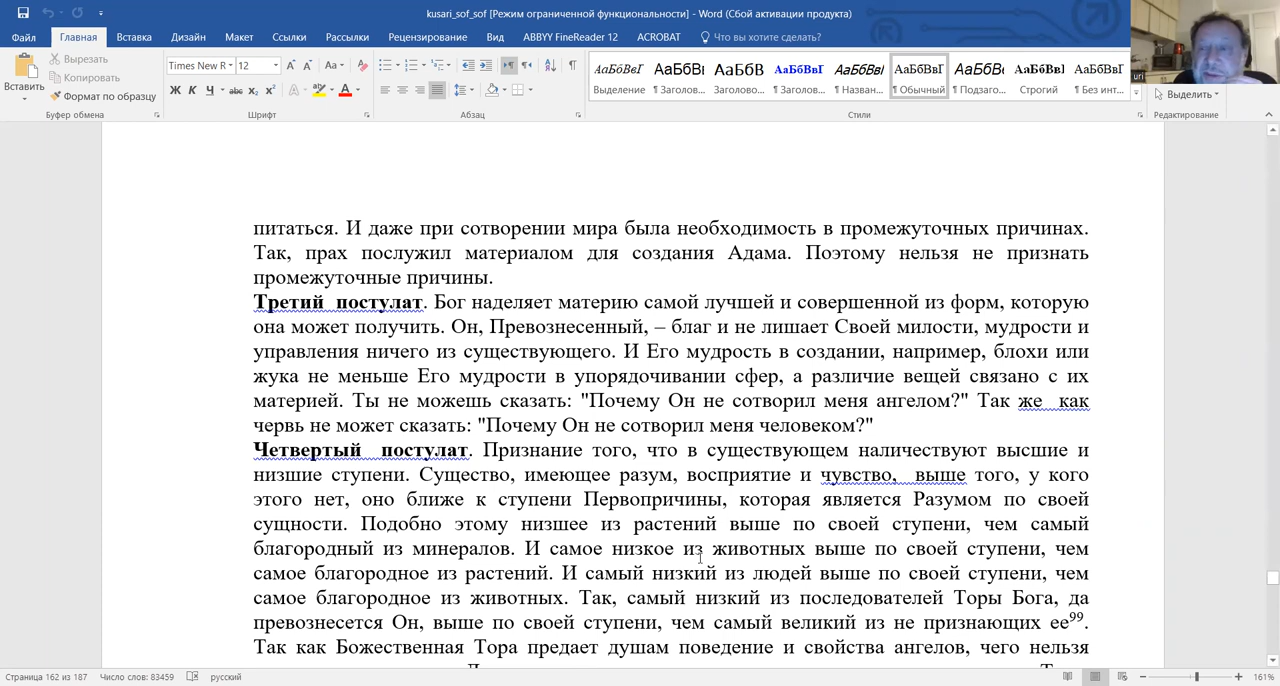 kusari_sof_sof [Режим ограниченной функциональности] - Word (Сбой активации продукта)
Файл Главная Вставка Дизайн Макет Ссылки Рассылки Рецензирование Вид ABBYY FineReader 12 ACROBAT Что вы хотите сделать?
Вставить
Вырезать
Копировать
Формат по образцу
Буфер обмена
Times New R 12
Ж К Ч abc x₂ x²
Шрифт
Абзац
АаБбВвГ АаБбВı АаБбВ АаБбВвГ АаБбВвı АаБбВвГ АаБбВı АаБбВвГ АаБбВвГ
Выделение ¶ Заголов... Заголово... ¶ Заголов... ¶ Назван... ¶ Обычный ¶ Подзаго... Строгий ¶ Без инт...
Стили
uri
Выделить
Редактирование
питаться. И даже при сотворении мира была необходимость в промежуточных причинах.
Так, прах послужил материалом для создания Адама. Поэтому нельзя не признать
промежуточные причины.
Третий постулат. Бог наделяет материю самой лучшей и совершенной из форм, которую
она может получить. Он, Превознесенный, – благ и не лишает Своей милости, мудрости и
управления ничего из существующего. И Его мудрость в создании, например, блохи или
жука не меньше Его мудрости в упорядочивании сфер, а различие вещей связано с их
материей. Ты не можешь сказать: "Почему Он не сотворил меня ангелом?" Так же как
червь не может сказать: "Почему Он не сотворил меня человеком?"
Четвертый постулат. Признание того, что в существующем наличествуют высшие и
низшие ступени. Существо, имеющее разум, восприятие и чувство, выше того, у кого
этого нет, оно ближе к ступени Первопричины, которая является Разумом по своей
сущности. Подобно этому низшее из растений выше по своей ступени, чем самый
благородный из минералов. И самое низкое из животных выше по своей ступени, чем
самое благородное из растений. И самый низкий из людей выше по своей ступени, чем
самое благородное из животных. Так, самый низкий из последователей Торы Бога, да
превознесется Он, выше по своей ступени, чем самый великий из не признающих ее⁹⁹.
Так как Божественная Тора предает душам поведение и свойства ангелов, чего нельзя
Страница 162 из 187 Число слов: 83459 русский 161%